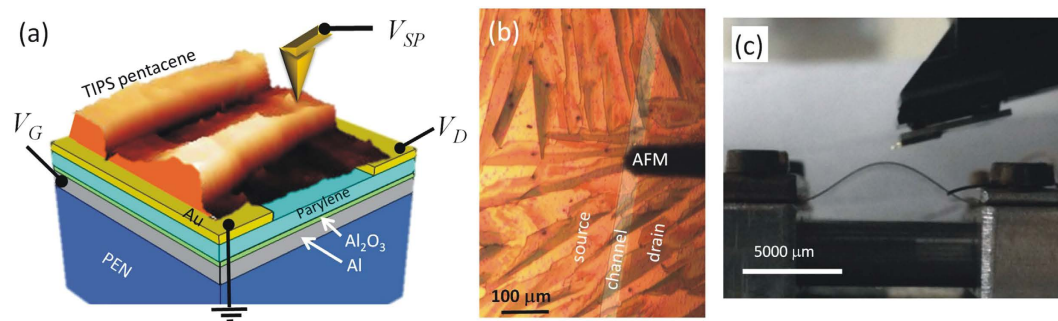 (a)
V_SP
TIPS pentacene
V_G
V_D
Au
Parylene
Al₂O₃
Al
PEN
(b)
AFM
source
channel
drain
100 μm
(c)
5000 μm